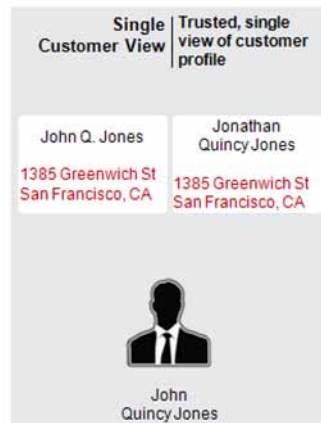 Single
Customer View
Trusted, single
view of customer
profile
John Q. Jones
1385 Greenwich St
San Francisco, CA
Jonathan
Quincy Jones
1385 Greenwich St
San Francisco, CA
John
Quincy Jones